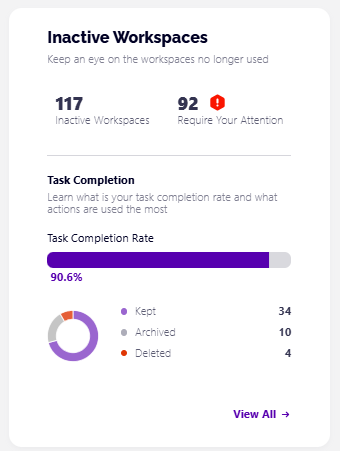 Inactive Workspaces
Keep an eye on the workspaces no longer used
117
92
Inactive Workspaces
Require Your Attention
Task Completion
Learn what is your task completion rate and what
actions are used the most
Task Completion Rate
90.6%
Kept 34
Archived 10
Deleted 4
View All →